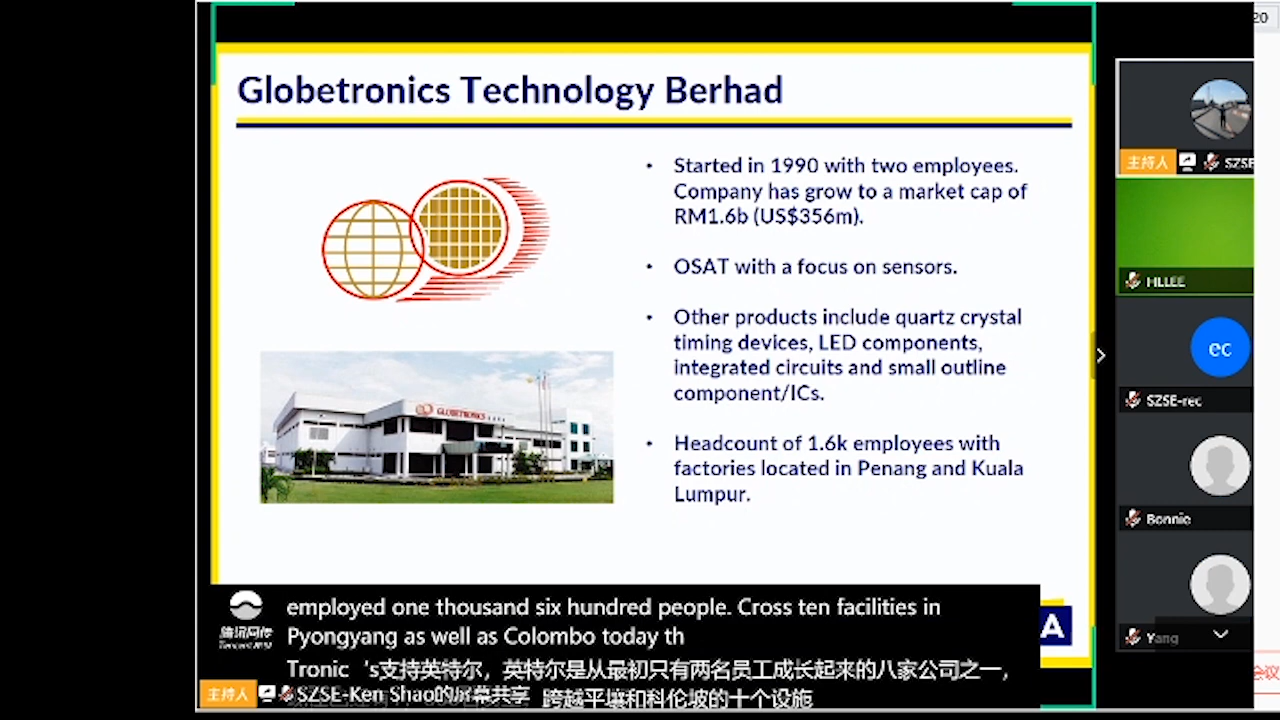 20
Globetronics Technology Berhad
• Started in 1990 with two employees.
Company has grow to a market cap of
RM1.6b (US$356m).
• OSAT with a focus on sensors.
• Other products include quartz crystal
timing devices, LED components,
integrated circuits and small outline
component/ICs.
• Headcount of 1.6k employees with
factories located in Penang and Kuala
Lumpur.
GLOBETRONICS
主持人 SZSE
HLLEE
ec
SZSE-rec
Bonnie
Yang
会议
A
employed one thousand six hundred people. Cross ten facilities in
Pyongyang as well as Colombo today th
Tronic 's支持英特尔，英特尔是从最初只有两名员工成长起来的八家公司之一，
跨越平壤和科伦坡的十个设施
主持人 SZSE-Ken Shao的屏幕共享